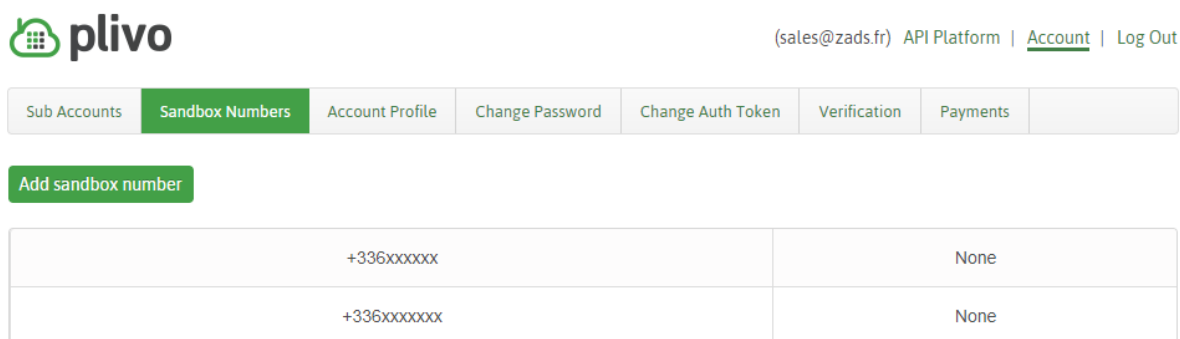 plivo
(sales@zads.fr) API Platform | Account | Log Out
Sub Accounts Sandbox Numbers Account Profile Change Password Change Auth Token Verification Payments
Add sandbox number
+336xxxxxx None
+336xxxxxxx None